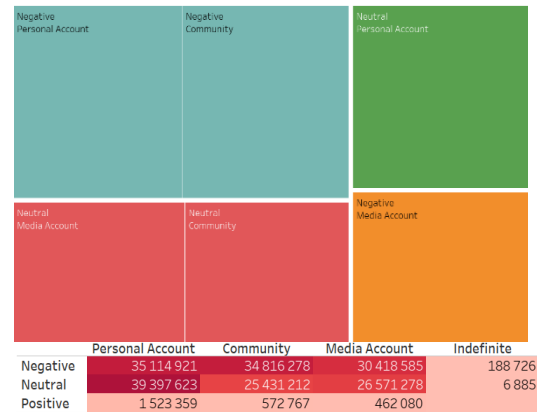 Negative
Personal Account
Negative
Community
Neutral
Personal Account
Neutral
Media Account
Neutral
Community
Negative
Media Account
Personal Account Community Media Account Indefinite
Negative 35 114 921 34 816 278 30 418 585 188 726
Neutral 39 397 623 25 431 212 26 571 278 6 885
Positive 1 523 359 572 767 462 080